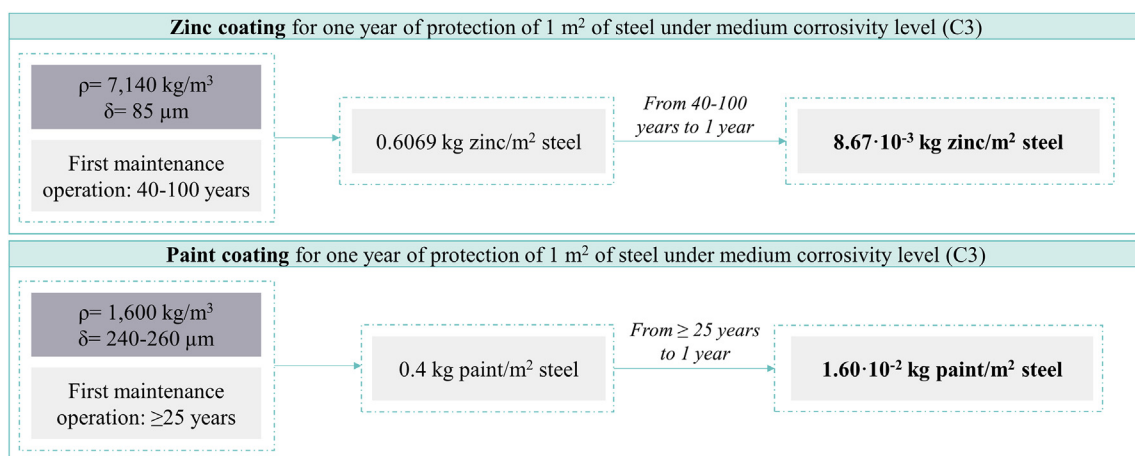 Zinc coating for one year of protection of 1 m² of steel under medium corrosivity level (C3)
ρ= 7,140 kg/m³
δ= 85 µm
First maintenance
operation: 40-100 years
0.6069 kg zinc/m² steel
From 40-100
years to 1 year
8.67·10⁻³ kg zinc/m² steel
Paint coating for one year of protection of 1 m² of steel under medium corrosivity level (C3)
ρ= 1,600 kg/m³
δ= 240-260 µm
First maintenance
operation: ≥25 years
0.4 kg paint/m² steel
From ≥ 25 years
to 1 year
1.60·10⁻² kg paint/m² steel